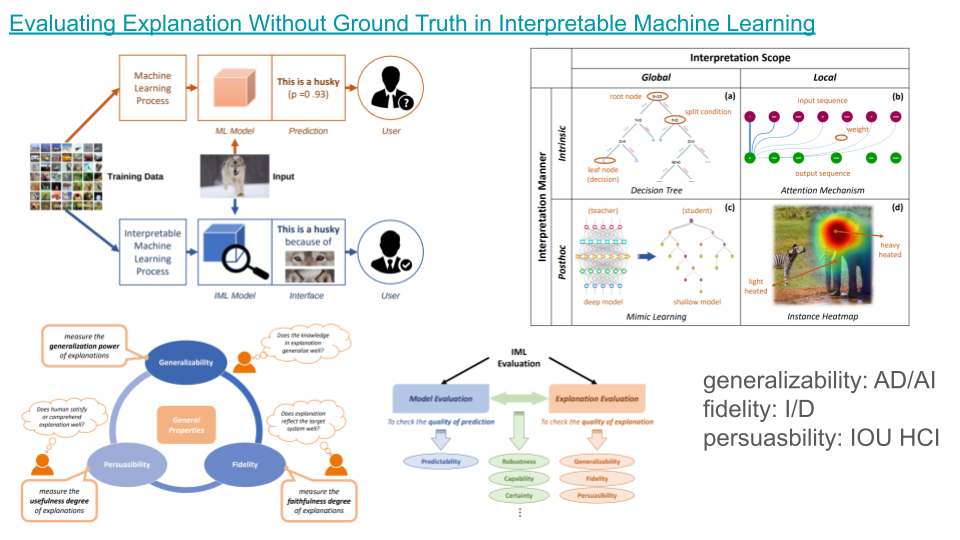 Evaluating Explanation Without Ground Truth in Interpretable Machine Learning
Machine
Learning
Process
This is a husky
(p =0 .93)
ML Model
Prediction
User
Training Data
Input
Interpretable
Machine
Learning
Process
This is a husky
because of
IML Model
Interface
User
Interpretation Scope
Global
Local
Interpretation Manner
Intrinsic
Posthoc
(a)
root node
split condition
leaf node
(decision)
Decision Tree
(b)
input sequence
weight
output sequence
Attention Mechanism
(c)
(teacher)
(student)
deep model
shallow model
Mimic Learning
(d)
heavy
heated
light
heated
Instance Heatmap
measure the
generalization power
of explanations
Generalizability
Does the knowledge
in explanation
generalize well?
Does human satisfy
or comprehend
explanation well?
General
Properties
Does explanation
reflect the target
system well?
Persuasibility
Fidelity
measure the
usefulness degree
of explanations
measure the
faithfulness degree
of explanations
IML
Evaluation
Model Evaluation
Explanation Evaluation
To check the quality of prediction
To check the quality of explanation
Predictability
Robustness
Capability
Certainty
Generalizability
Fidelity
Persuasibility
generalizability: AD/AI
fidelity: I/D
persuasbility: IOU HCI